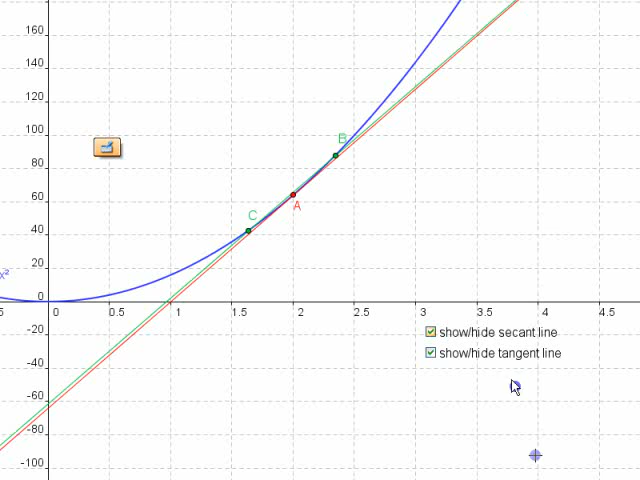 160
140
120
B
100
80
60
A
C
40
x²
20
0
0 0.5 1 1.5 2 2.5 3 3.5 4 4.5
-20
show/hide secant line
-40
show/hide tangent line
-60
-80
-100